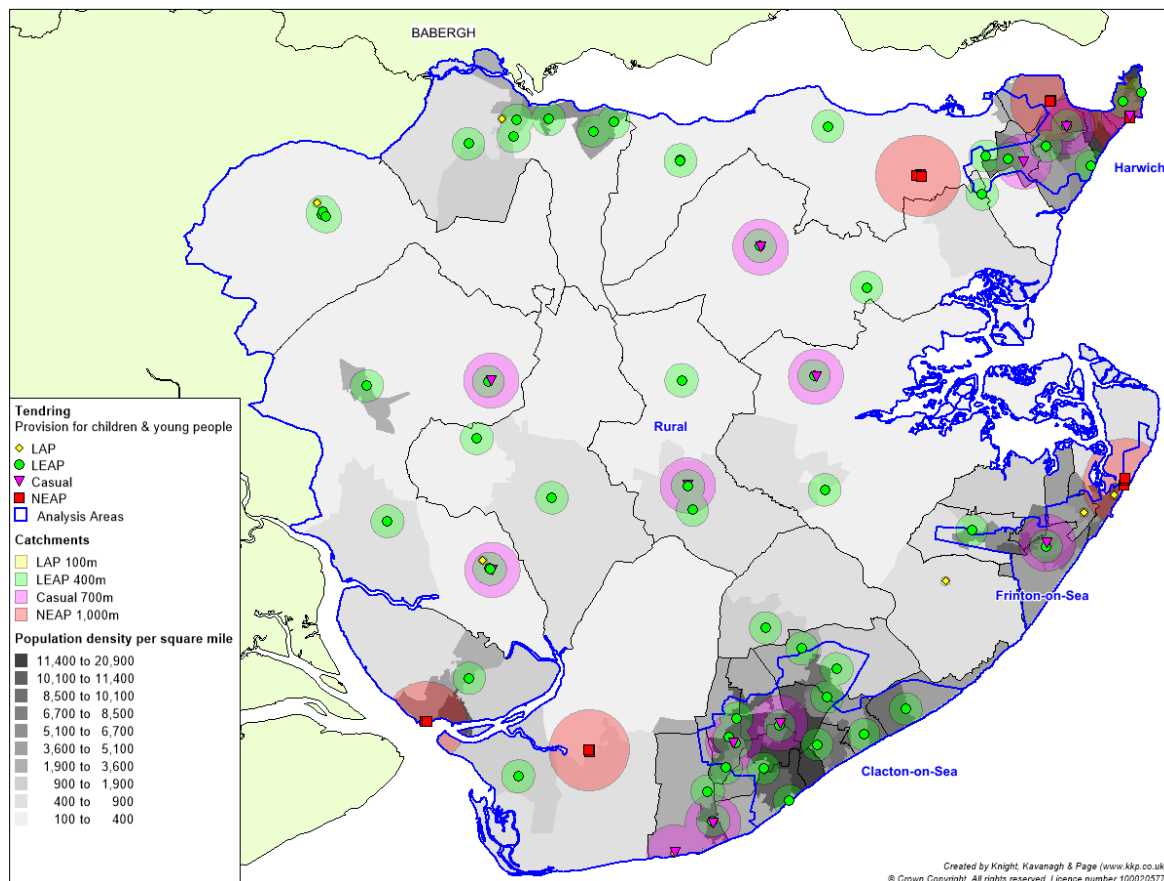 BABERGH
Harwich
Rural
Frinton-on-Sea
Clacton-on-Sea
Tendring
Provision for children & young people
LAP
LEAP
Casual
NEAP
Analysis Areas
Catchments
LAP 100m
LEAP 400m
Casual 700m
NEAP 1,000m
Population density per square mile
11,400 to 20,900
10,100 to 11,400
8,500 to 10,100
6,700 to 8,500
5,100 to 6,700
3,600 to 5,100
1,900 to 3,600
900 to 1,900
400 to 900
100 to 400
Created by Knight, Kavanagh & Page (www.kkp.co.uk
© Crown Copyright. All rights reserved. Licence number 100020577